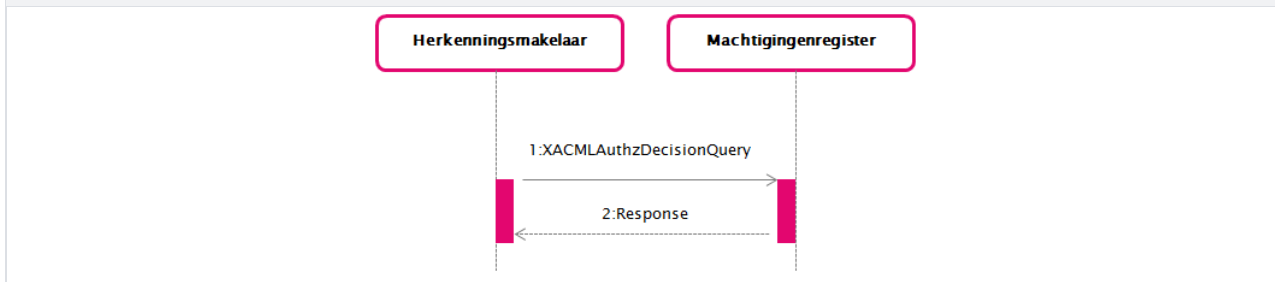 Herkenningsmakelaar
Machtigingenregister
1:XACMLAuthzDecisionQuery
2:Response